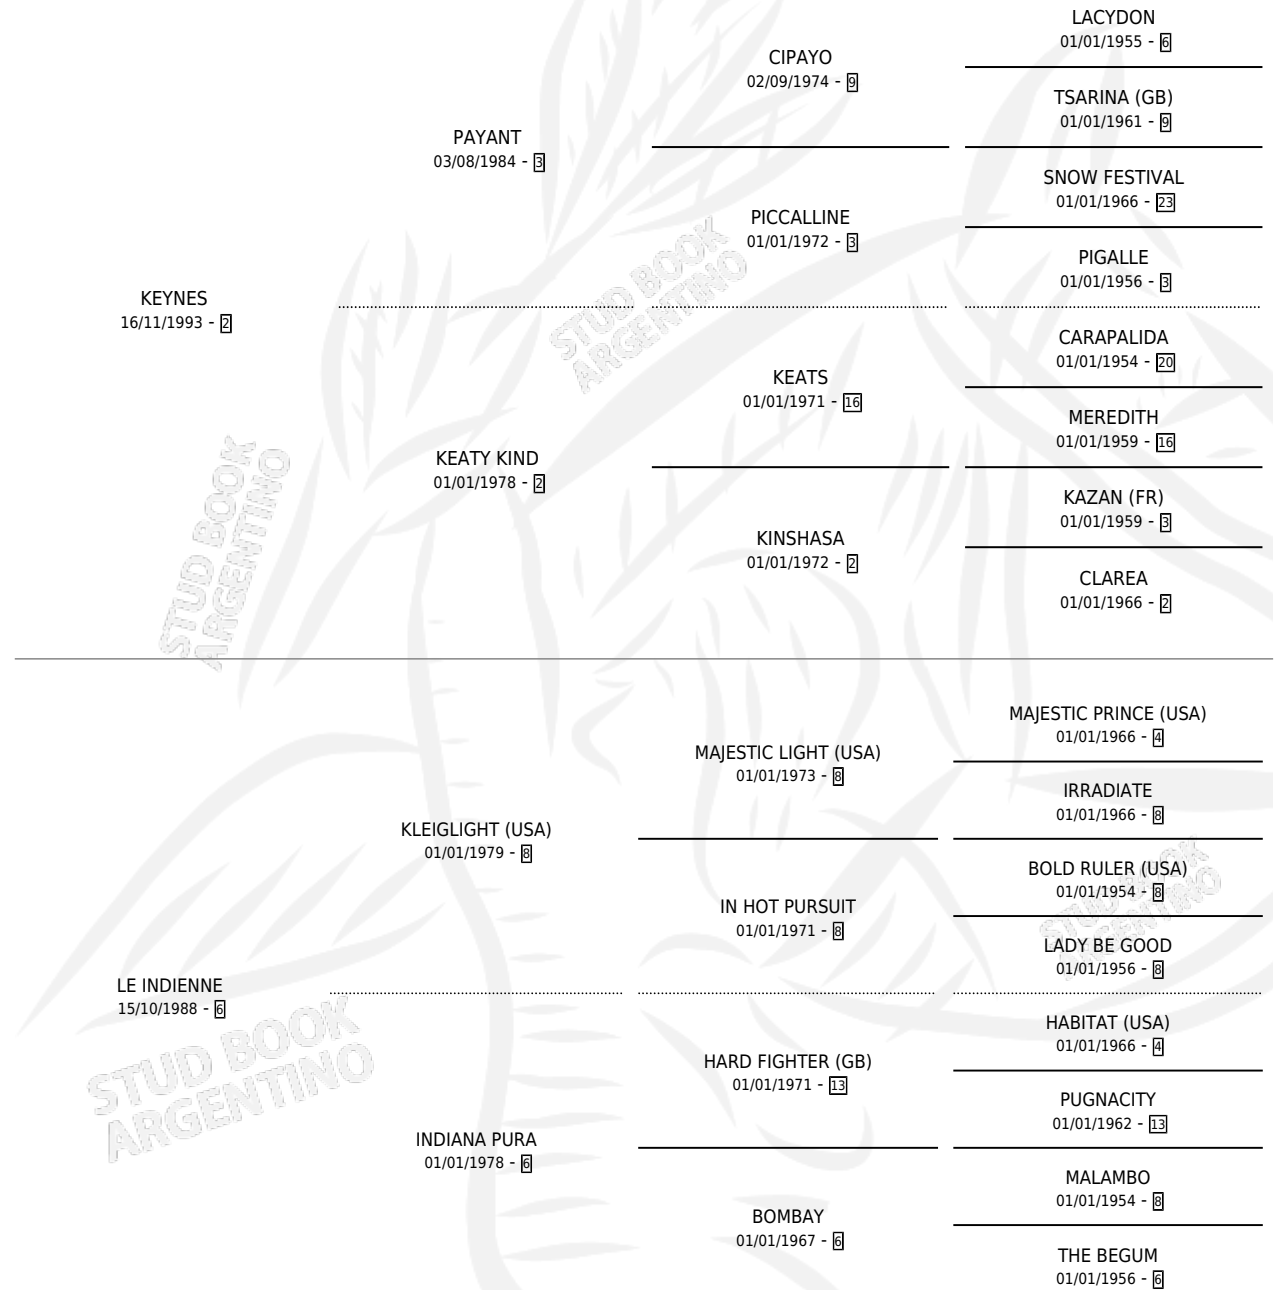 LACYDON
01/01/1955 - 6
CIPAYO
02/09/1974 - 9
TSARINA (GB)
01/01/1961 - 9
PAYANT
03/08/1984 - 3
SNOW FESTIVAL
01/01/1966 - 23
PICCALLINE
01/01/1972 - 3
PIGALLE
01/01/1956 - 3
KEYNES
16/11/1993 - 2
CARAPALIDA
01/01/1954 - 20
KEATS
01/01/1971 - 16
MEREDITH
01/01/1959 - 16
KEATY KIND
01/01/1978 - 2
KAZAN (FR)
01/01/1959 - 3
KINSHASA
01/01/1972 - 2
CLAREA
01/01/1966 - 2
STUD BOOK
ARGENTINO
STUD BOOK
ARGENTINO
MAJESTIC PRINCE (USA)
01/01/1966 - 4
MAJESTIC LIGHT (USA)
01/01/1973 - 8
IRRADIATE
01/01/1966 - 8
KLEIGLIGHT (USA)
01/01/1979 - 8
BOLD RULER (USA)
01/01/1954 - 8
IN HOT PURSUIT
01/01/1971 - 8
LADY BE GOOD
01/01/1956 - 8
LE INDIENNE
15/10/1988 - 6
HABITAT (USA)
01/01/1966 - 4
HARD FIGHTER (GB)
01/01/1971 - 13
PUGNACITY
01/01/1962 - 13
INDIANA PURA
01/01/1978 - 6
MALAMBO
01/01/1954 - 8
BOMBAY
01/01/1967 - 6
THE BEGUM
01/01/1956 - 6
STUD BOOK
ARGENTINO
STUD BOOK
ARGENTINO